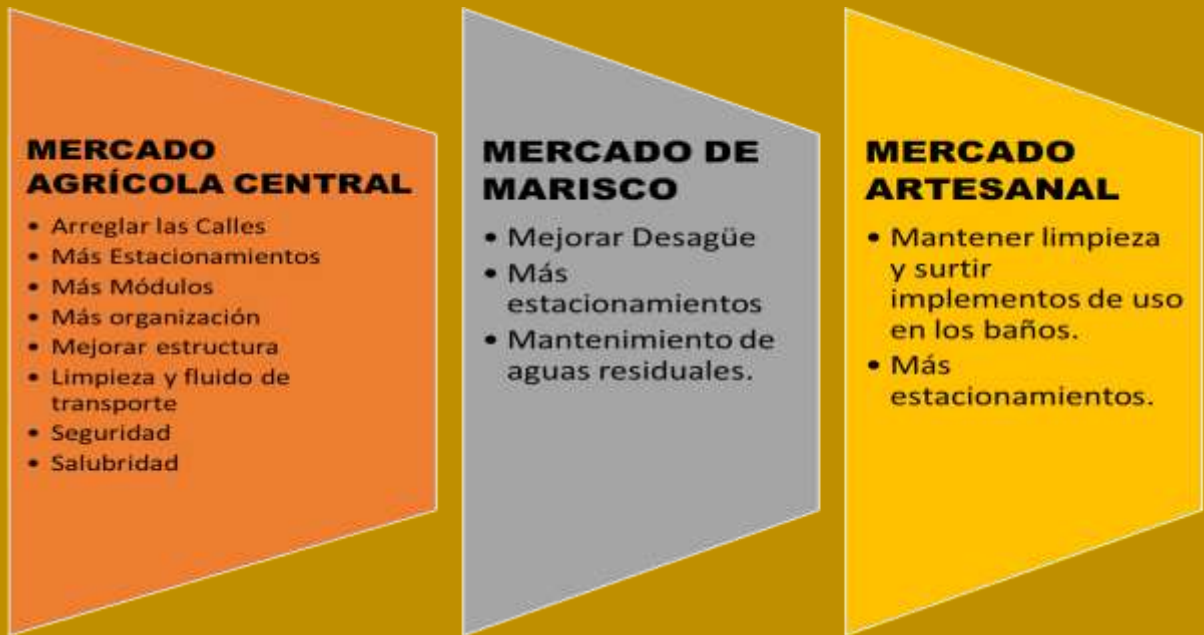 MERCADO
AGRÍCOLA CENTRAL
• Arreglar las Calles
• Más Estacionamientos
• Más Módulos
• Más organización
• Mejorar estructura
• Limpieza y fluido de
transporte
• Seguridad
• Salubridad
MERCADO DE
MARISCO
• Mejorar Desagüe
• Más
estacionamientos
• Mantenimiento de
aguas residuales.
MERCADO
ARTESANAL
• Mantener limpieza
y surtir
implementos de uso
en los baños.
• Más
estacionamientos.